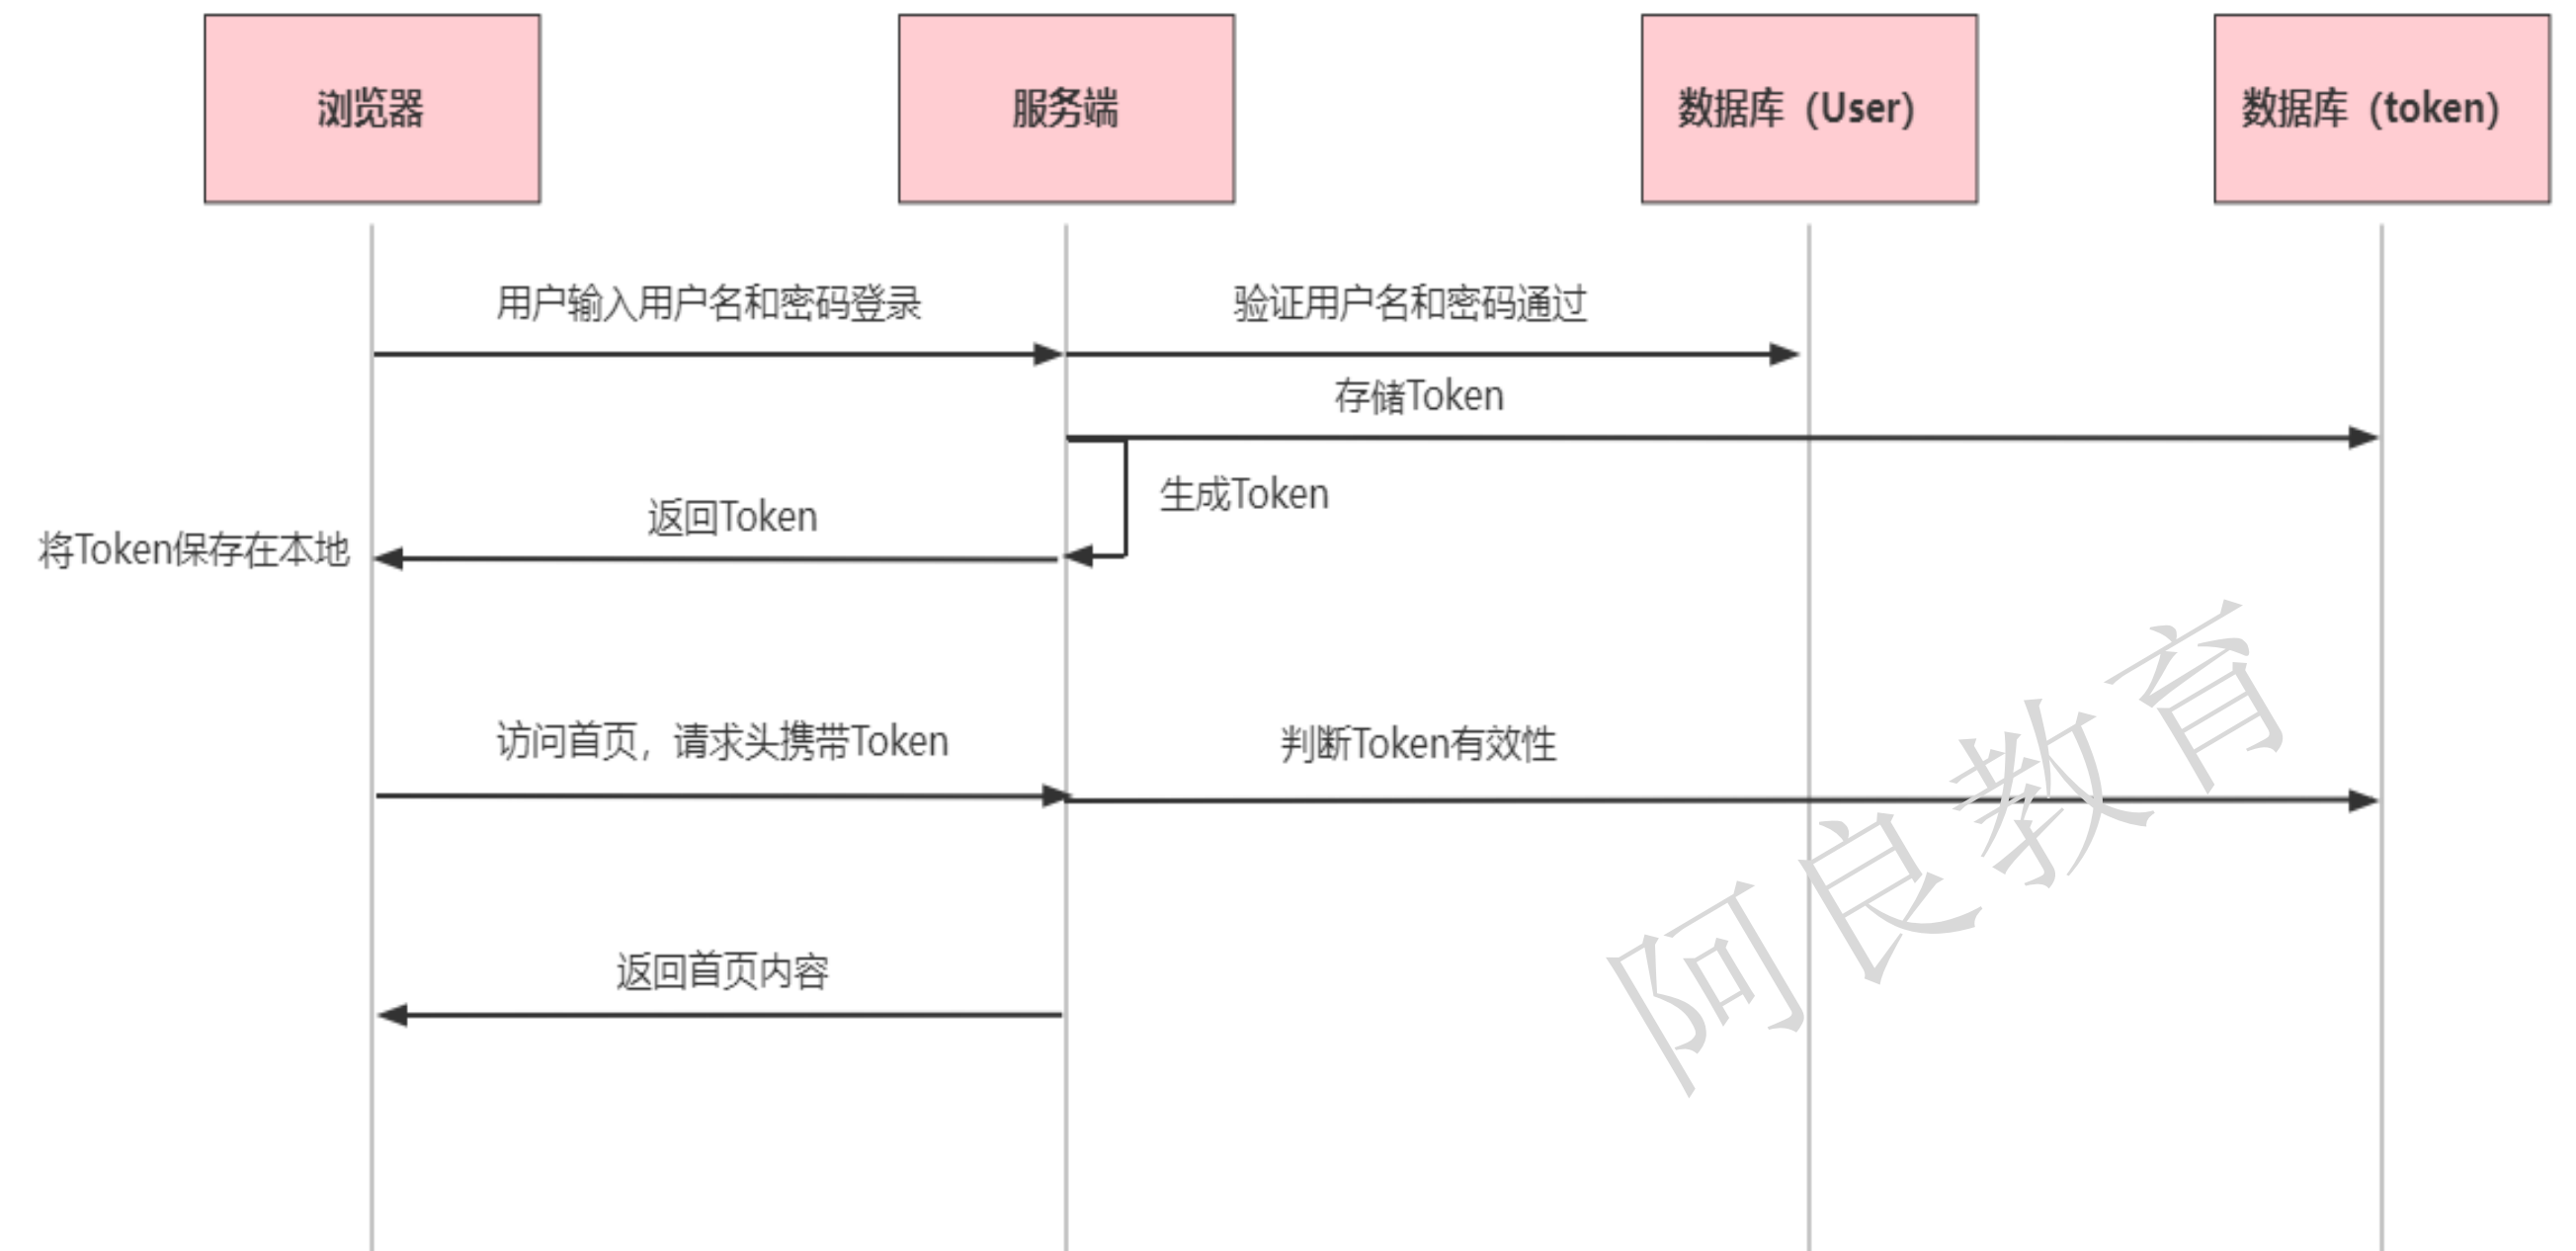 浏览器
服务端
数据库（User）
数据库（token）
用户输入用户名和密码登录
验证用户名和密码通过
存储Token
生成Token
返回Token
将Token保存在本地
访问首页，请求头携带Token
判断Token有效性
返回首页内容
阿良教育